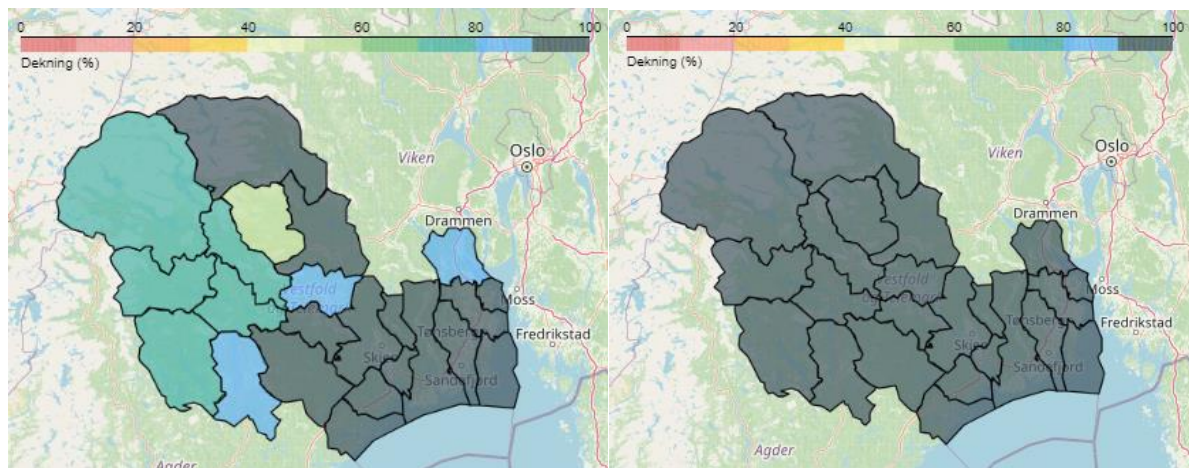 0 20 40 60 80 100
Dekning (%)
Oslo
Viken
Drammen
estfold
Moss
Tønsberg
Fredrikstad
Skien
Sandefjord
Agder
0 20 40 60 80 100
Dekning (%)
Oslo
Viken
Drammen
Moss
Tønsberg
Fredrikstad
Sandefjord
Agder